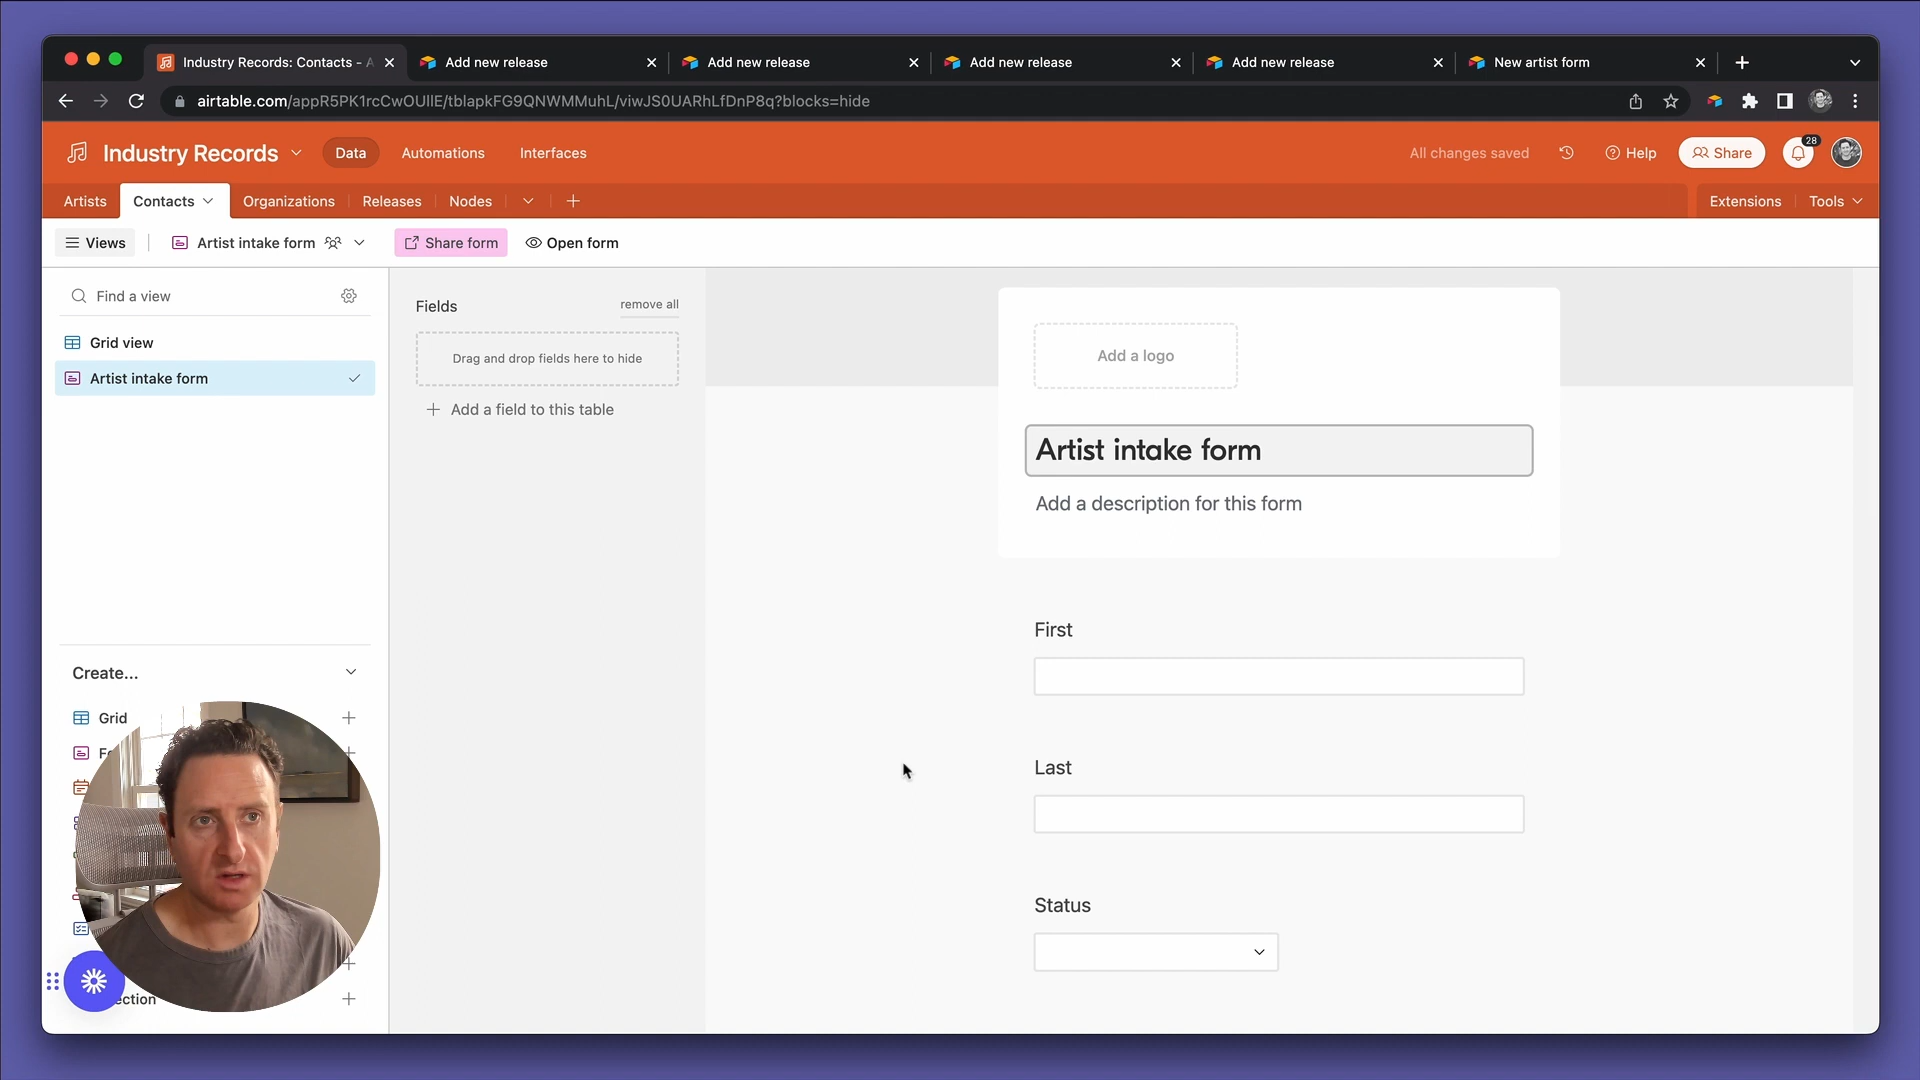 Industry Records: Contacts - A
Add new release
Add new release
Add new release
Add new release
New artist form
airtable.com/appR5PK1rcCwOUIlE/tblapkFG9QNWMMuhL/viwJS0UARhLfDnP8q?blocks=hide
Industry Records
Data
Automations
Interfaces
All changes saved
Help
Share
28
Artists
Contacts
Organizations
Releases
Nodes
Extensions
Tools
Views
Artist intake form
Share form
Open form
Find a view
Grid view
Artist intake form
Create...
Grid
ection
Fields
remove all
Drag and drop fields here to hide
Add a field to this table
Add a logo
Artist intake form
Add a description for this form
First
Last
Status